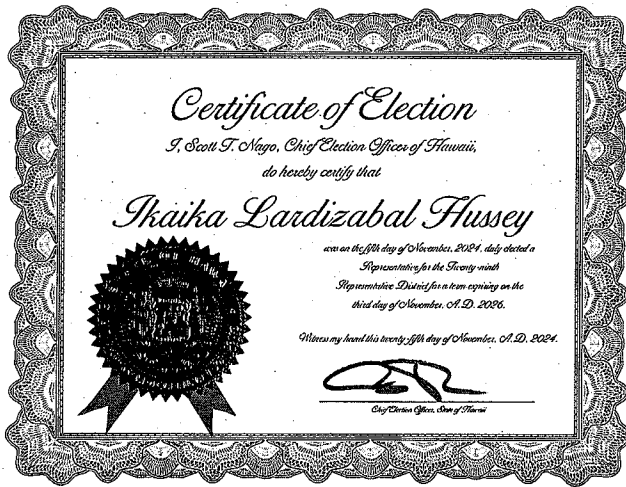 Certificate of Election
I, Scott T. Nago, Chief Election Officer of Hawaii,
do hereby certify that
Ikaika Lardizabal Hussey
was on the fifth day of November, 2024, duly elected a
Representative for the Twenty-ninth
Representative District for a term expiring on the
third day of November, A.D. 2026.
Witness my hand this twenty-fifth day of November, A.D. 2024.
Chief Election Officer, State of Hawaii